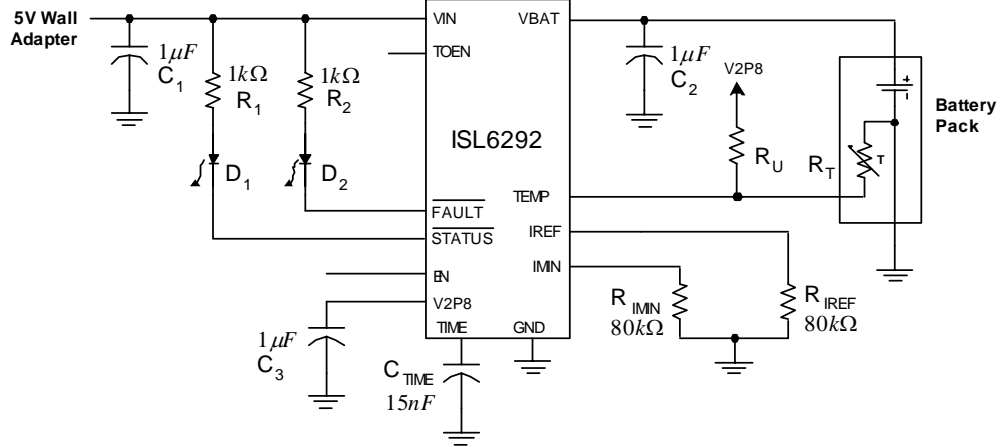 5V Wall
Adapter
1μF
C1
1kΩ
R1
1kΩ
R2
D1
D2
VIN
TOEN
ISL6292
FAULT
STATUS
EN
V2P8
TIME
GND
VBAT
TEMP
IREF
IMIN
1μF
C2
V2P8
RU
RT
T
+
Battery
Pack
RIMIN
80kΩ
RIREF
80kΩ
1μF
C3
CTIME
15nF